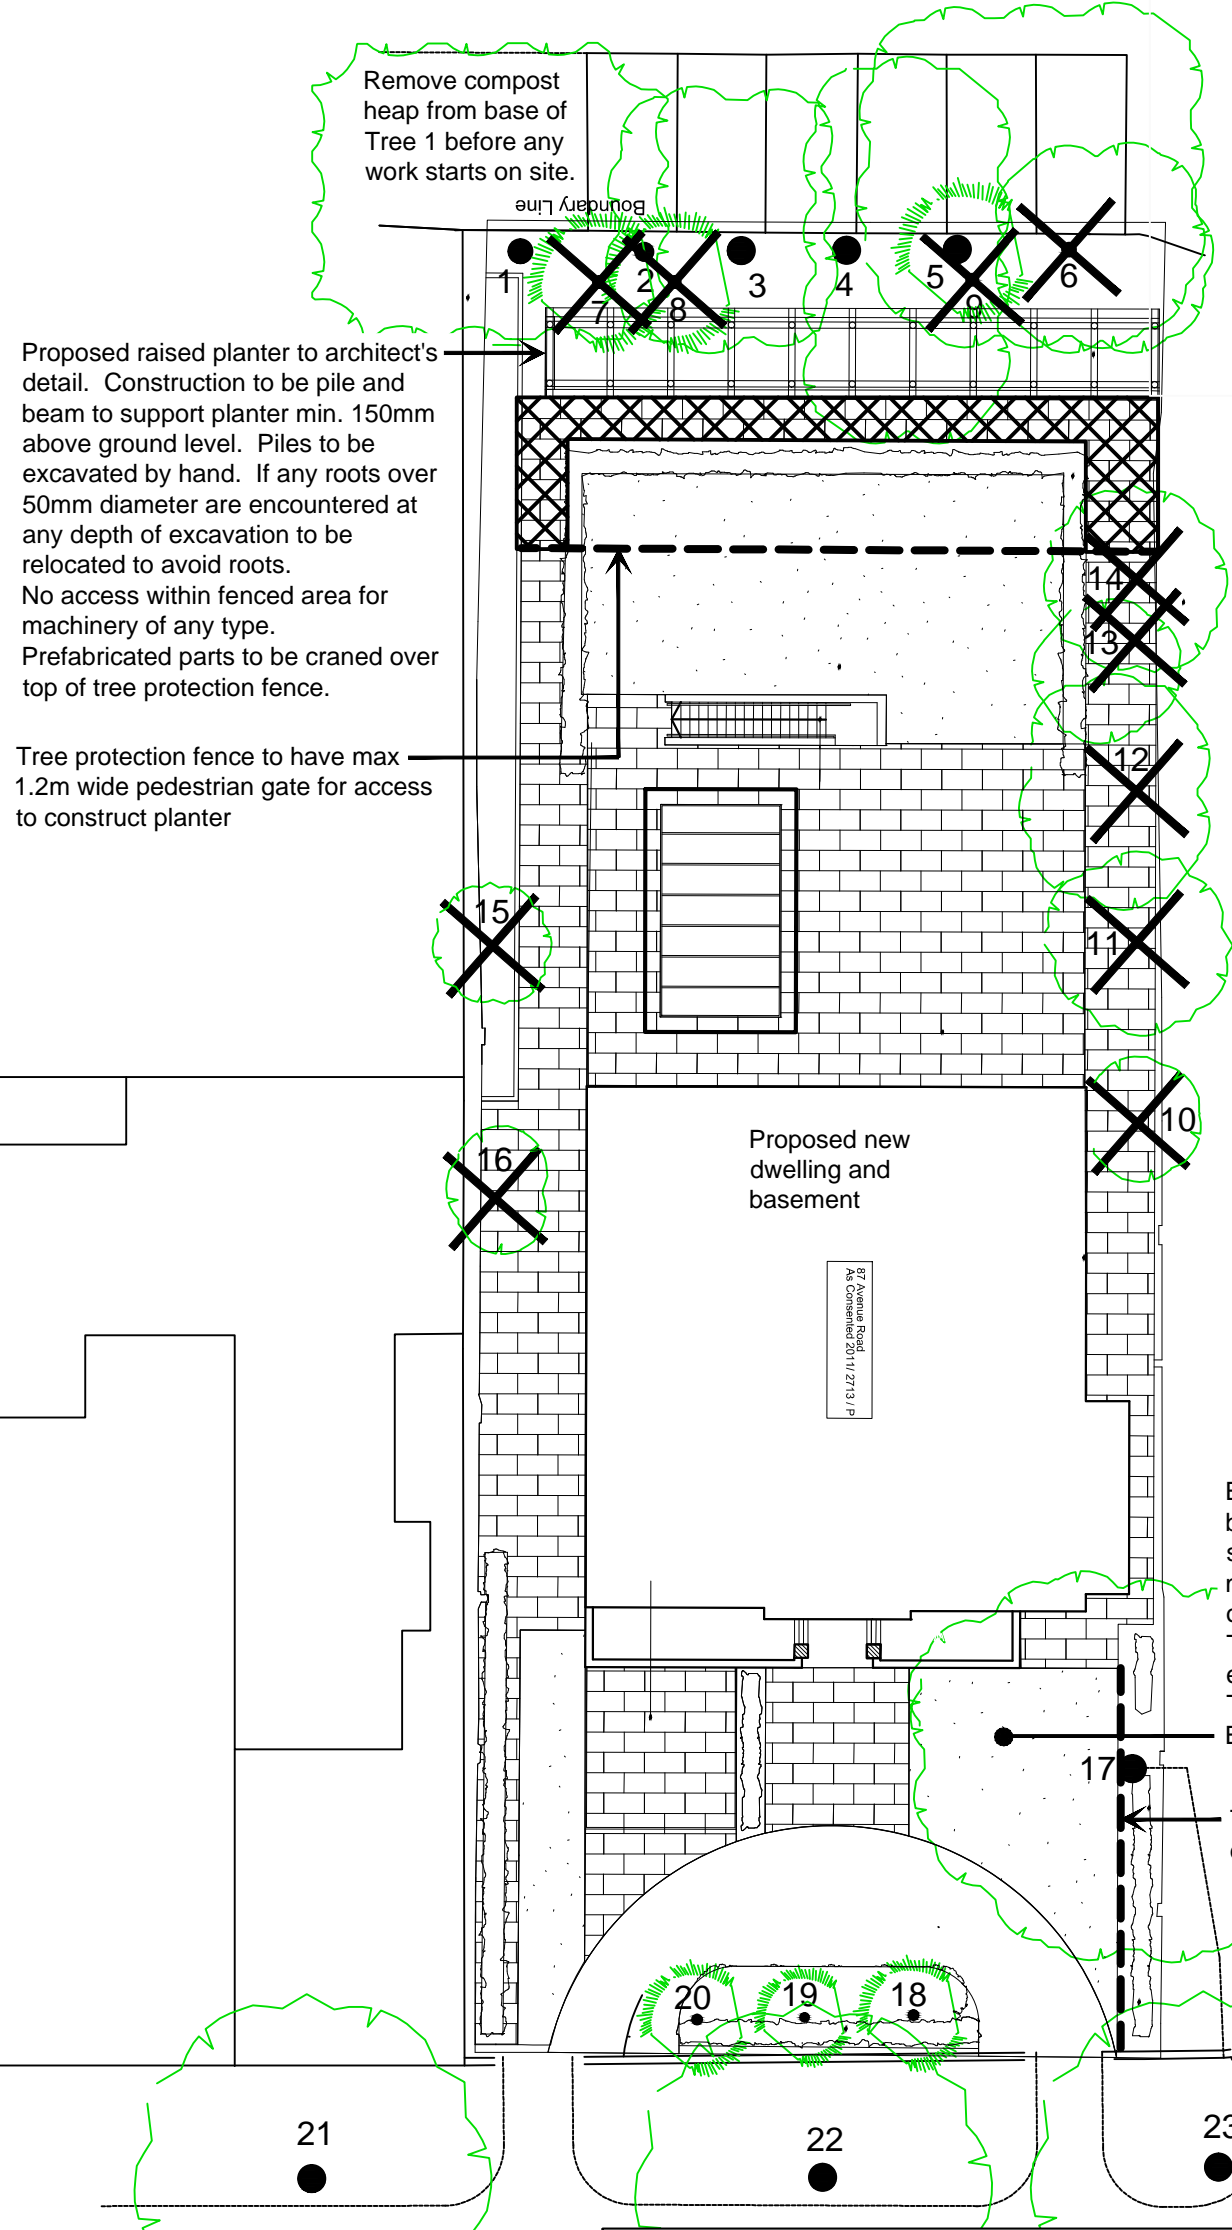 Remove compost
heap from base of
Tree 1 before any
work starts on site.
Boundary Line
1
2
3
4
5
6
7
8
9
Proposed raised planter to architect's
detail. Construction to be pile and
beam to support planter min. 150mm
above ground level. Piles to be
excavated by hand. If any roots over
50mm diameter are encountered at
any depth of excavation to be
relocated to avoid roots.
No access within fenced area for
machinery of any type.
Prefabricated parts to be craned over
top of tree protection fence.
14
13
Tree protection fence to have max
1.2m wide pedestrian gate for access
to construct planter
12
15
11
10
16
Proposed new
dwelling and
basement
87 Avenue Road
As Consented 2011/ 2713 / P
17
20
19
18
21
22
23